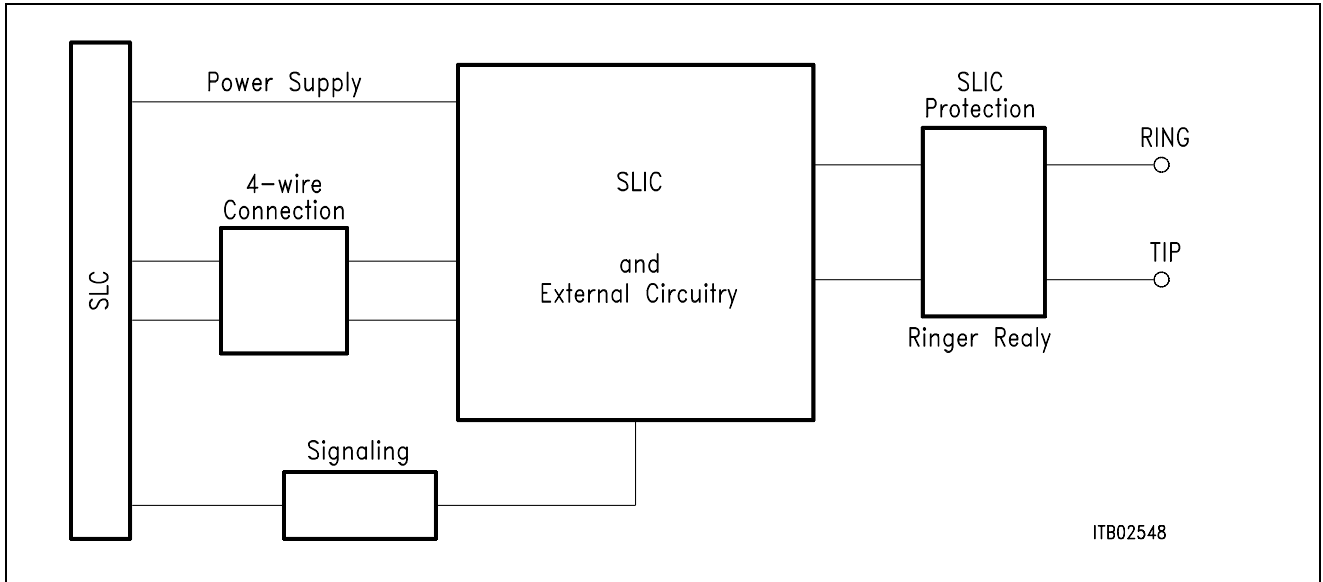 Power Supply
SLIC
Protection
RING
4-wire
Connection
SLIC
and
External Circuitry
TIP
SLC
Ringer Realy
Signaling
ITB02548